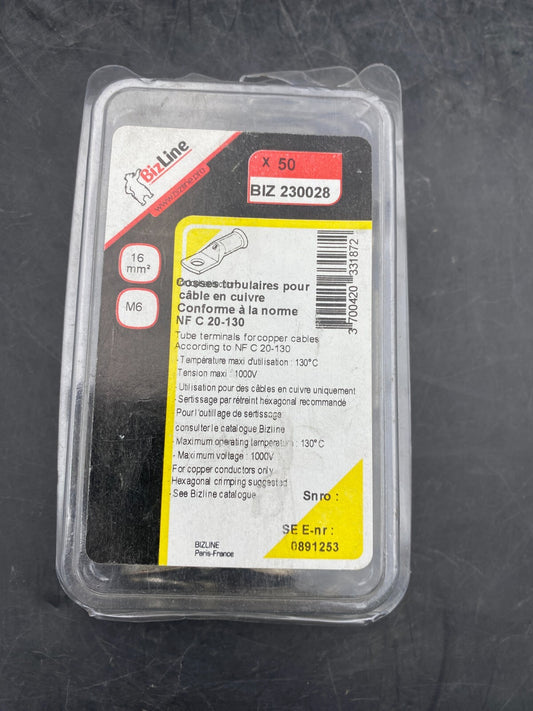 BizLine
x 50
BIZ 230028
16
mm²
M6
3 700420 331872
Cosses tubulaires pour
câble en cuivre
Conforme à la norme
NF C 20-130
Tube terminals for copper cables
According to NF C 20-130
- Température maxi d'utilisation : 130°C
Tension maxi : 1000V
- Utilisation pour des câbles en cuivre uniquement
- Sertissage par rétreint hexagonal recommandé
Pour l'outillage de sertissage
consulter le catalogue Bizline
- Maximum operating temperature : 130°C
- Maximum voltage : 1000V
For copper conductors only
Hexagonal crimping suggested
- See Bizline catalogue
Snro :
SE E-nr :
0891253
BIZLINE
Paris-France